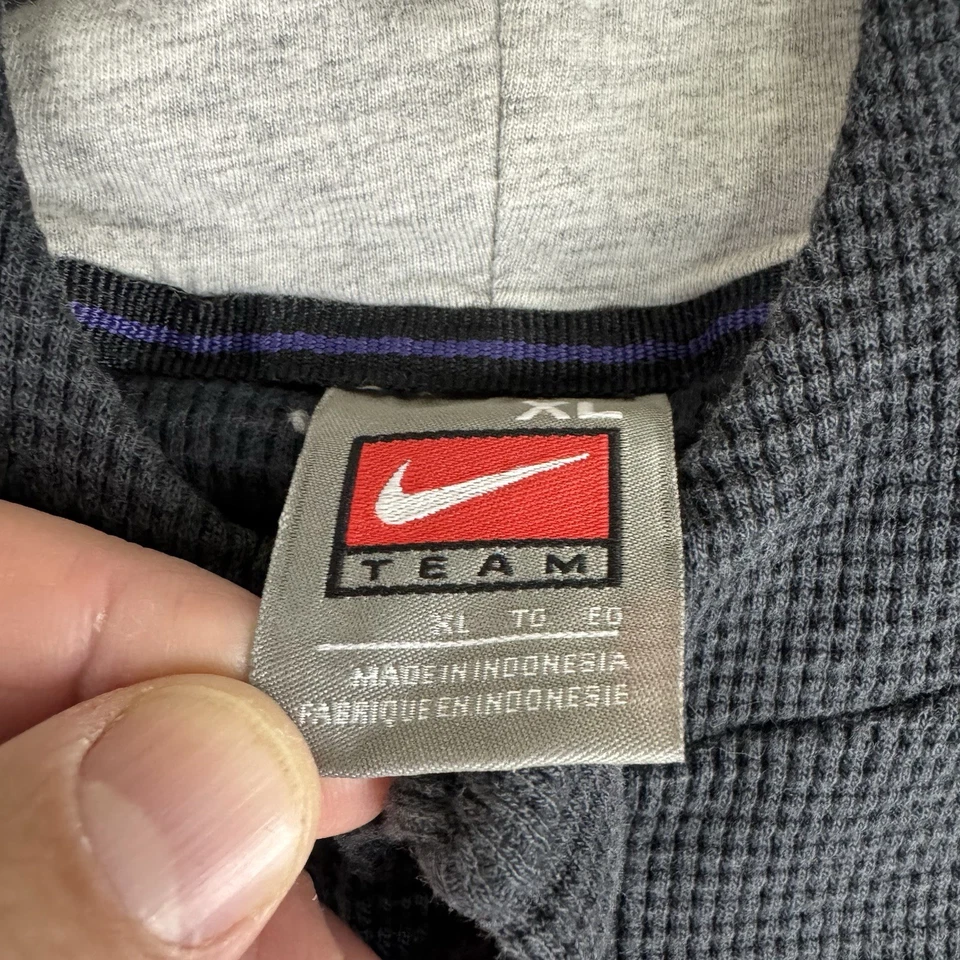 XL
TEAM
XL TG EG
MADE IN INDONESIA
FABRIQUE EN INDONESIE